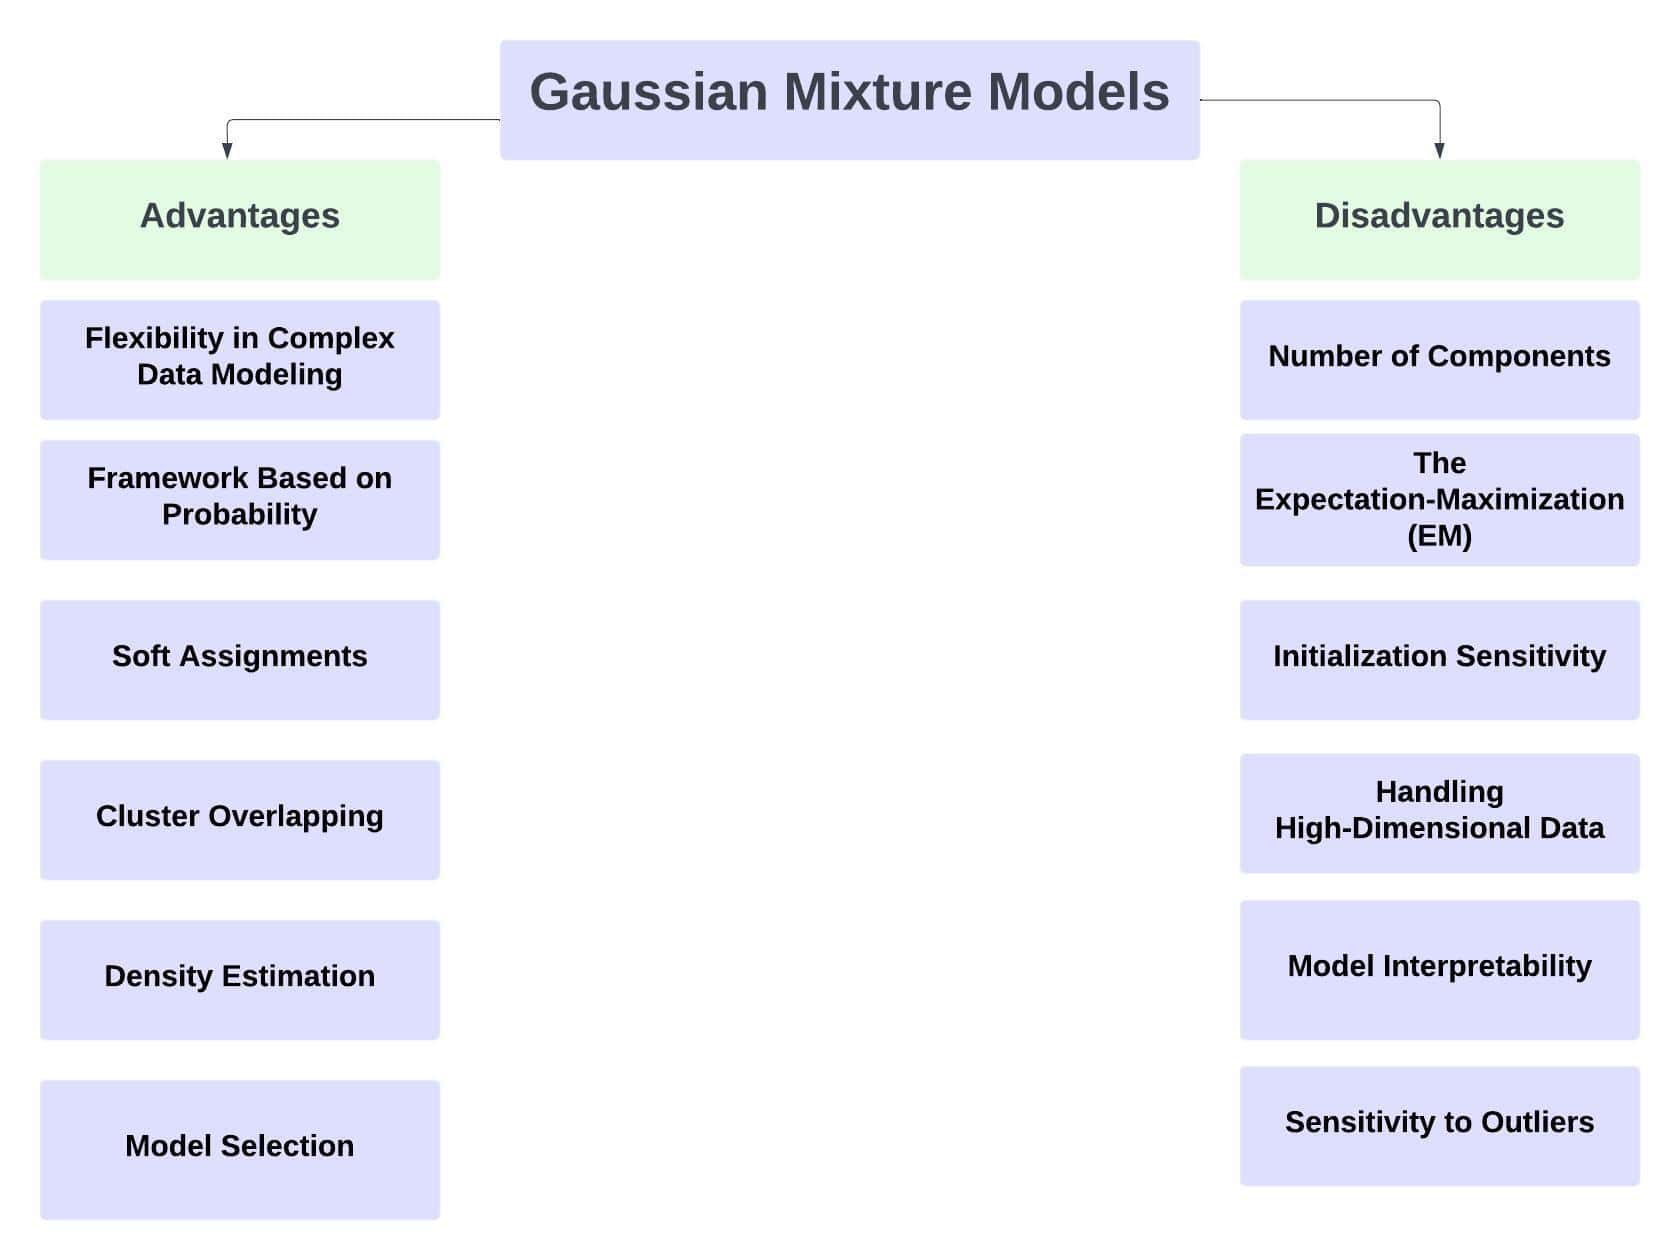 Gaussian Mixture Models
Advantages
Flexibility in Complex
Data Modeling
Framework Based on
Probability
Soft Assignments
Cluster Overlapping
Density Estimation
Model Selection
Disadvantages
Number of Components
The
Expectation-Maximization
(EM)
Initialization Sensitivity
Handling
High-Dimensional Data
Model Interpretability
Sensitivity to Outliers